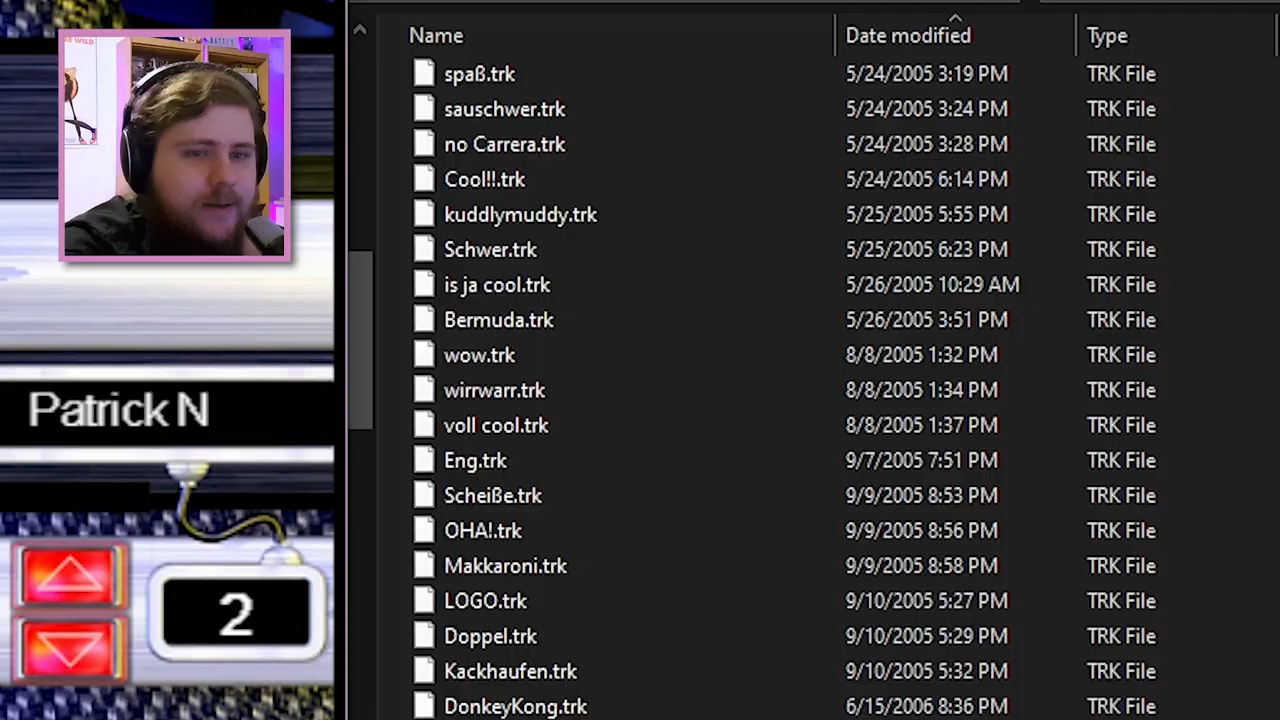 WILD
BATTLE
Name Date modified Type
spaß.trk 5/24/2005 3:19 PM TRK File
sauschwer.trk 5/24/2005 3:24 PM TRK File
no Carrera.trk 5/24/2005 3:28 PM TRK File
Cool!!.trk 5/24/2005 6:14 PM TRK File
kuddlymuddy.trk 5/25/2005 5:55 PM TRK File
Schwer.trk 5/25/2005 6:23 PM TRK File
is ja cool.trk 5/26/2005 10:29 AM TRK File
Bermuda.trk 5/26/2005 3:51 PM TRK File
wow.trk 8/8/2005 1:32 PM TRK File
wirrwarr.trk 8/8/2005 1:34 PM TRK File
voll cool.trk 8/8/2005 1:37 PM TRK File
Eng.trk 9/7/2005 7:51 PM TRK File
Scheiße.trk 9/9/2005 8:53 PM TRK File
OHA!.trk 9/9/2005 8:56 PM TRK File
Makkaroni.trk 9/9/2005 8:58 PM TRK File
LOGO.trk 9/10/2005 5:27 PM TRK File
Doppel.trk 9/10/2005 5:29 PM TRK File
Kackhaufen.trk 9/10/2005 5:32 PM TRK File
DonkeyKong.trk 6/15/2006 8:36 PM TRK File
Patrick N
2